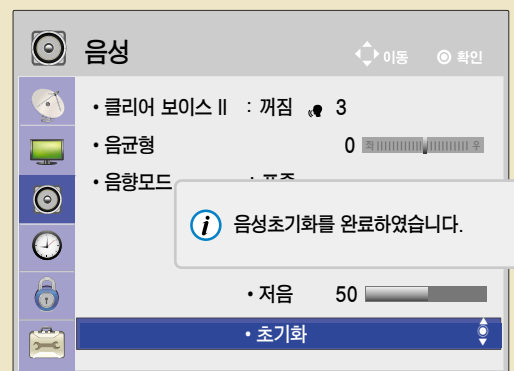 음성
이동 확인
• 클리어 보이스 II : 꺼짐 3
• 음균형 0 좌 우
• 음향모드 : 표준
음성초기화를 완료하였습니다.
• 저음 50
• 초기화